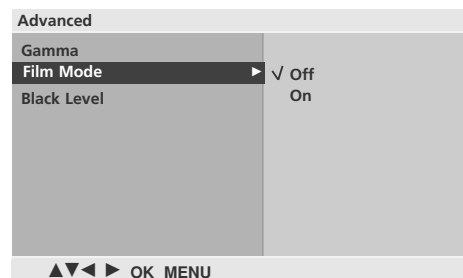 Advanced
Gamma
Film Mode ► √ Off
On
Black Level
▲▼◄ ► OK MENU